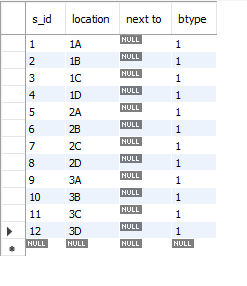 s_id location next to btype
1 1A NULL 1
2 1B NULL 1
3 1C NULL 1
4 1D NULL 1
5 2A NULL 1
6 2B NULL 1
7 2C NULL 1
8 2D NULL 1
9 3A NULL 1
10 3B NULL 1
11 3C NULL 1
12 3D NULL 1
NULL NULL NULL NULL